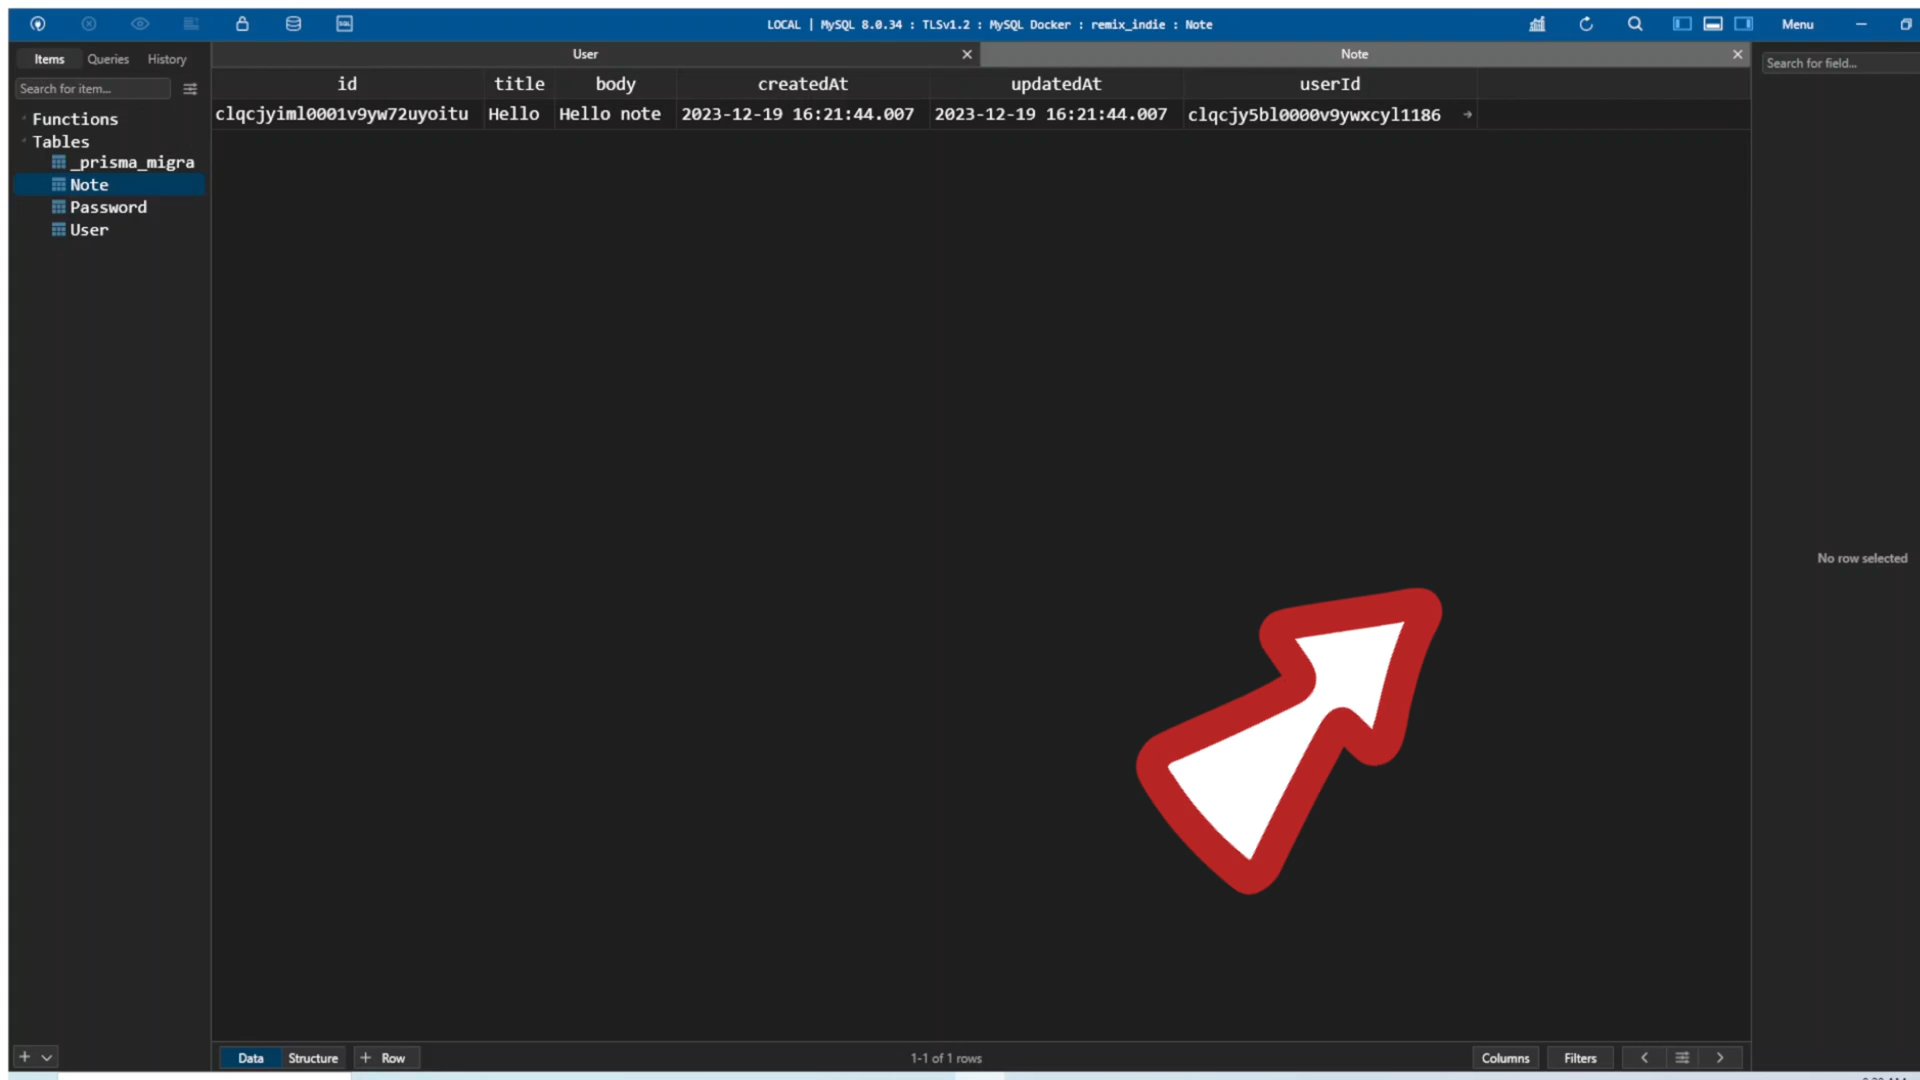 LOCAL | MySQL 8.0.34 : TLSv1.2 : MySQL Docker : remix_indie : Note
Menu
Items Queries History
User
Note
Search for field...
Search for item...
id title body createdAt updatedAt userId
clqcjyiml0001v9yw72uyoitu Hello Hello note 2023-12-19 16:21:44.007 2023-12-19 16:21:44.007 clqcjy5bl0000v9ywxcyl1186
Functions
Tables
_prisma_migra
Note
Password
User
No row selected
Data Structure + Row
1-1 of 1 rows
Columns Filters